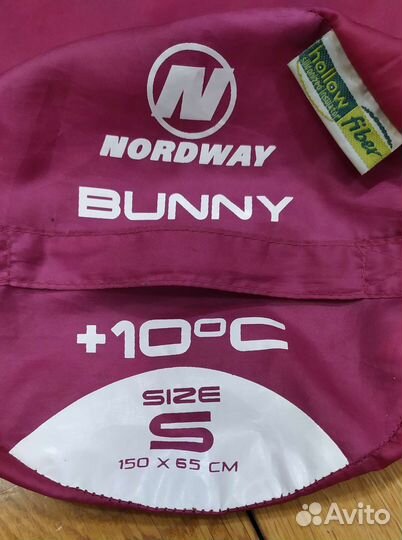 N
NORDWAY
hollow
fiber
BUNNY
+10°C
SIZE
S
150 X 65 CM
Avito